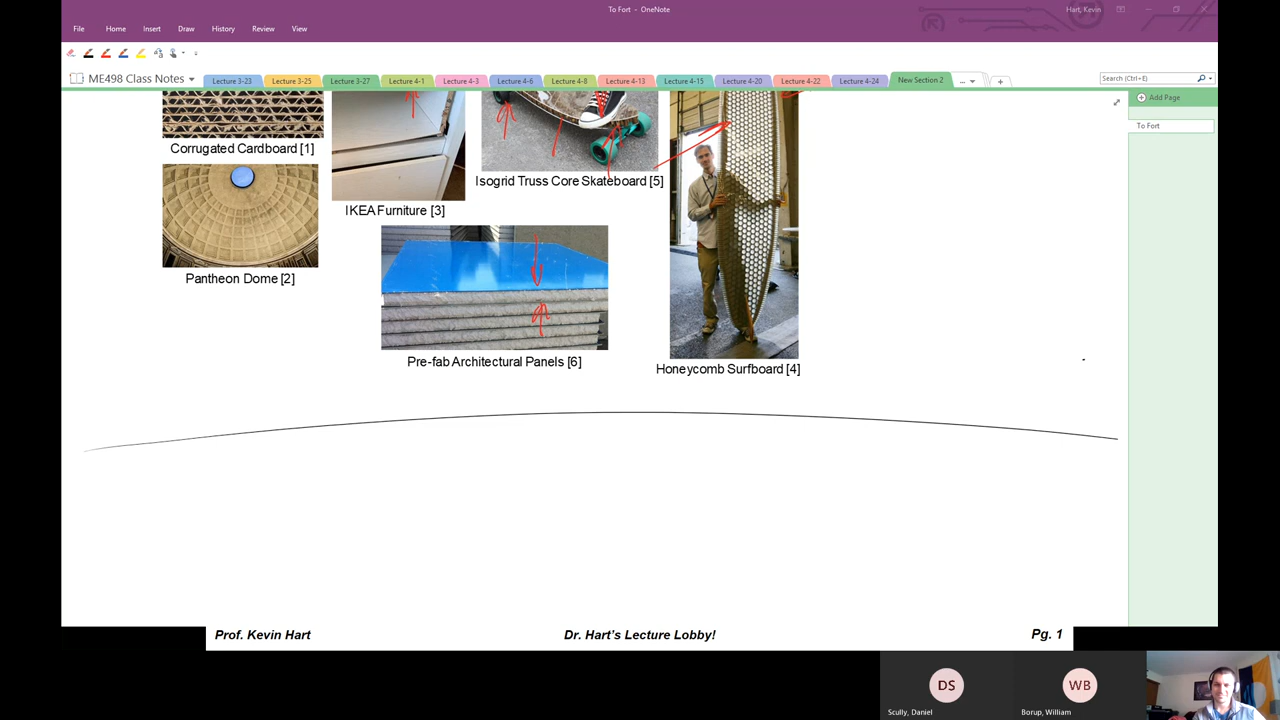 To Fort - OneNote
Hart, Kevin
File Home Insert Draw History Review View
ME498 Class Notes
Lecture 3-23 Lecture 3-25 Lecture 3-27 Lecture 4-1 Lecture 4-3 Lecture 4-6 Lecture 4-8 Lecture 4-13 Lecture 4-15 Lecture 4-20 Lecture 4-22 Lecture 4-24 New Section 2 ...
Search (Ctrl+E)
Add Page
To Fort
Corrugated Cardboard [1]
Isogrid Truss Core Skateboard [5]
IKEA Furniture [3]
Pantheon Dome [2]
Pre-fab Architectural Panels [6]
Honeycomb Surfboard [4]
Prof. Kevin Hart Dr. Hart's Lecture Lobby! Pg. 1
DS WB
Scully, Daniel Borup, William